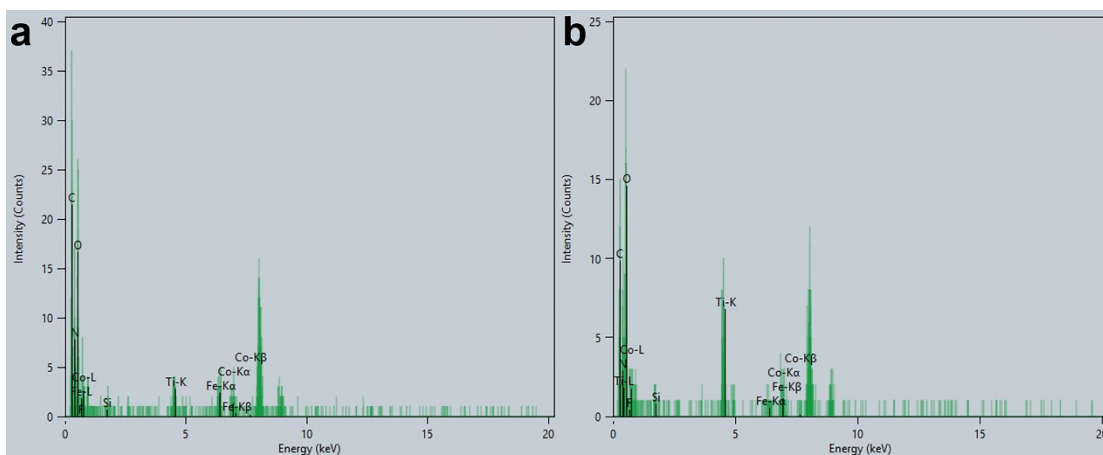 a
40
35
30
25
20
15
10
5
0
Intensity (Counts)
C
O
N
Co-L
Fe-L
F
Si
Ti-K
Fe-Kα
Co-Kα
Fe-Kβ
Co-Kβ
0 5 10 15 20
Energy (keV)
b
25
20
15
10
5
0
Intensity (Counts)
O
C
Co-L
N
Ti-L
F
Si
Ti-K
Fe-Kα
Co-Kα
Fe-Kβ
Co-Kβ
0 5 10 15 20
Energy (keV)